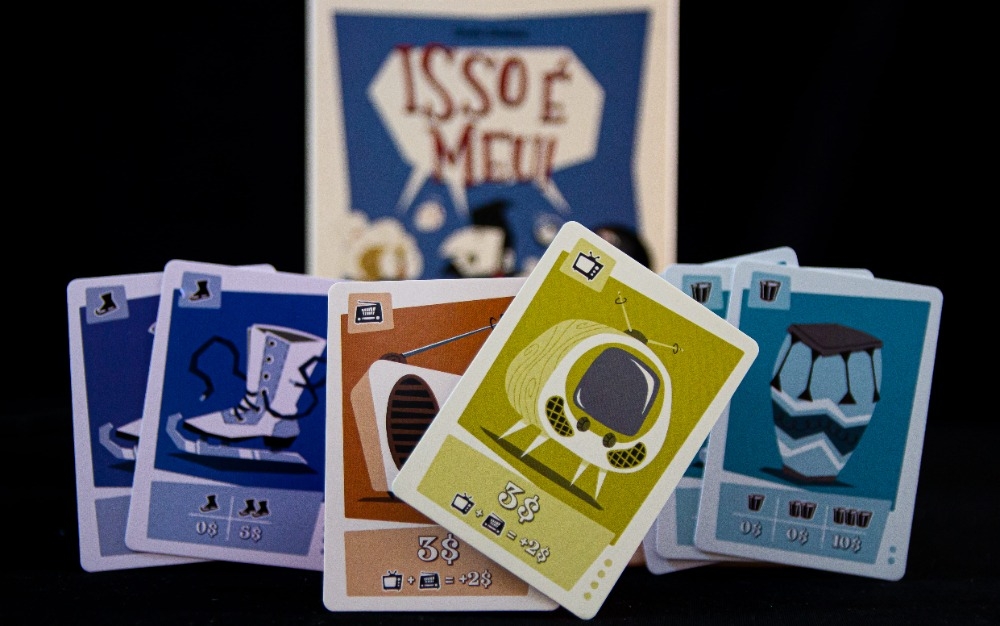 ISSO É
MEU!
0$ 5$
3$
+ = +2$
3$
+ = +2$
0$ 0$ 10$